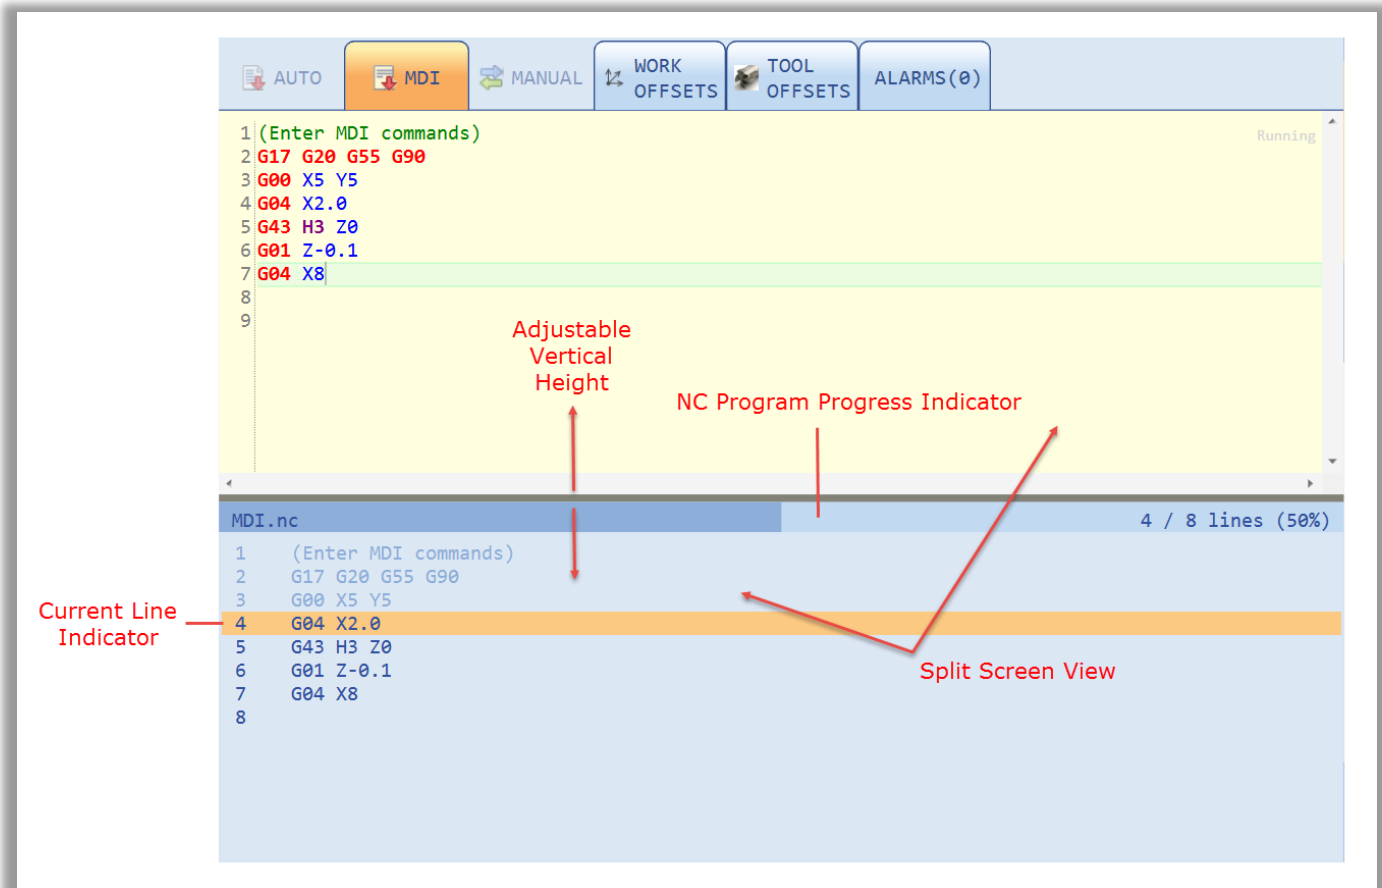 AUTO MDI MANUAL WORK OFFSETS TOOL OFFSETS ALARMS(0)
1 (Enter MDI commands) Running
2 G17 G20 G55 G90
3 G00 X5 Y5
4 G04 X2.0
5 G43 H3 Z0
6 G01 Z-0.1
7 G04 X8
8
9
Adjustable
Vertical
Height
NC Program Progress Indicator
MDI.nc 4 / 8 lines (50%)
1 (Enter MDI commands)
2 G17 G20 G55 G90
3 G00 X5 Y5
4 G04 X2.0
5 G43 H3 Z0
6 G01 Z-0.1
7 G04 X8
8
Current Line
Indicator
Split Screen View